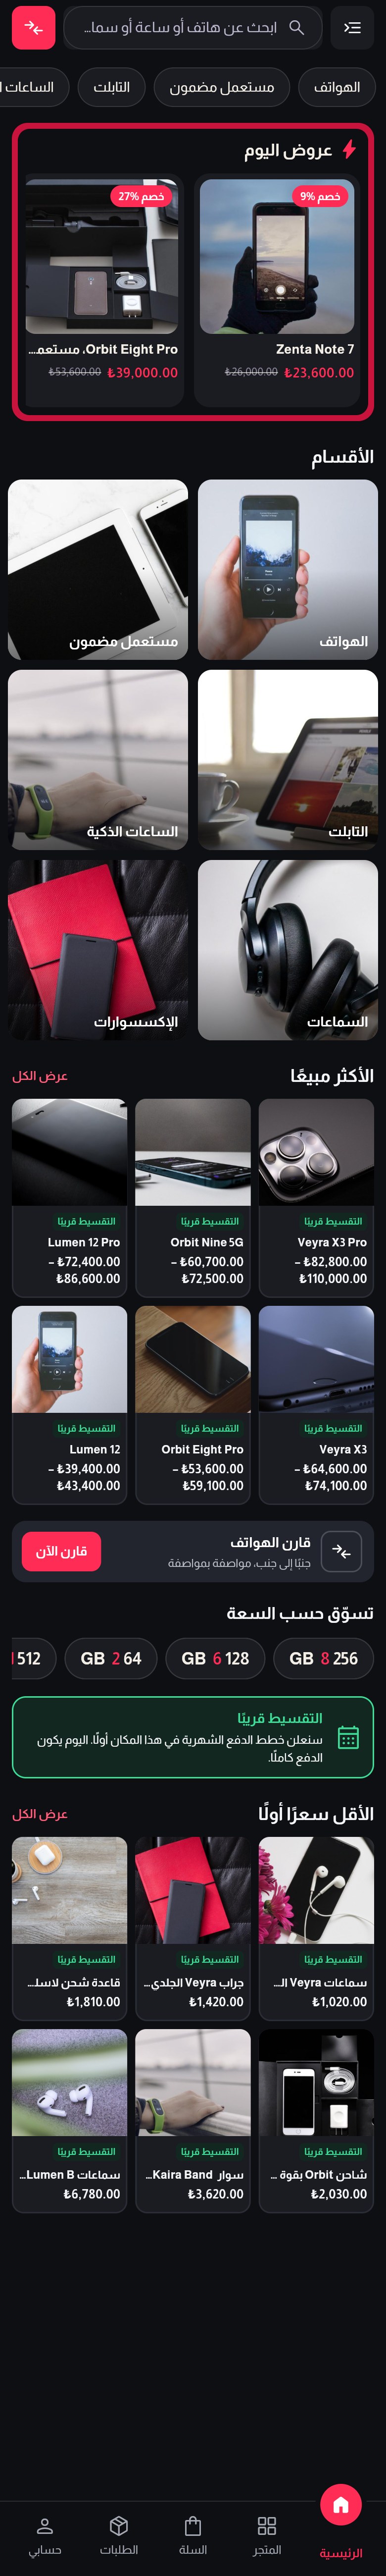 ابحث عن هاتف أو ساعة أو سما...
الهواتف
مستعمل مضمون
التابلت
الساعات
عروض اليوم
خصم 9%
خصم 27%
Zenta Note 7
₺23,600.00 ₺26,000.00
Orbit Eight Pro، مستعمـ...
₺39,000.00 ₺53,600.00
الأقسام
الهواتف
مستعمل مضمون
التابلت
الساعات الذكية
السماعات
الإكسسوارات
الأكثر مبيعًا
عرض الكل
التقسيط قريبًا
Veyra X3 Pro
₺82,800.00 –
₺110,000.00
التقسيط قريبًا
Orbit Nine 5G
₺60,700.00 –
₺72,500.00
التقسيط قريبًا
Lumen 12 Pro
₺72,400.00 –
₺86,600.00
التقسيط قريبًا
Veyra X3
₺64,600.00 –
₺74,100.00
التقسيط قريبًا
Orbit Eight Pro
₺53,600.00 –
₺59,100.00
التقسيط قريبًا
Lumen 12
₺39,400.00 –
₺43,400.00
قارن الهواتف
جنبًا إلى جنب، مواصفة بمواصفة
قارن الآن
تسوّق حسب السعة
256 GB 8
128 GB 6
64 GB 2
512
التقسيط قريبًا
سنعلن خطط الدفع الشهرية في هذا المكان أولًا. اليوم يكون
الدفع كاملًا.
الأقل سعرًا أولًا
عرض الكل
التقسيط قريبًا
سماعات Veyra الـ...
₺1,020.00
التقسيط قريبًا
جراب Veyra الجلدي...
₺1,420.00
التقسيط قريبًا
قاعدة شحن لاسلـ...
₺1,810.00
التقسيط قريبًا
شاحن Orbit بقوة ...
₺2,030.00
التقسيط قريبًا
سوار Kaira Band...
₺3,620.00
التقسيط قريبًا
سماعات Lumen B...
₺6,780.00
الرئيسية
المتجر
السلة
الطلبات
حسابي